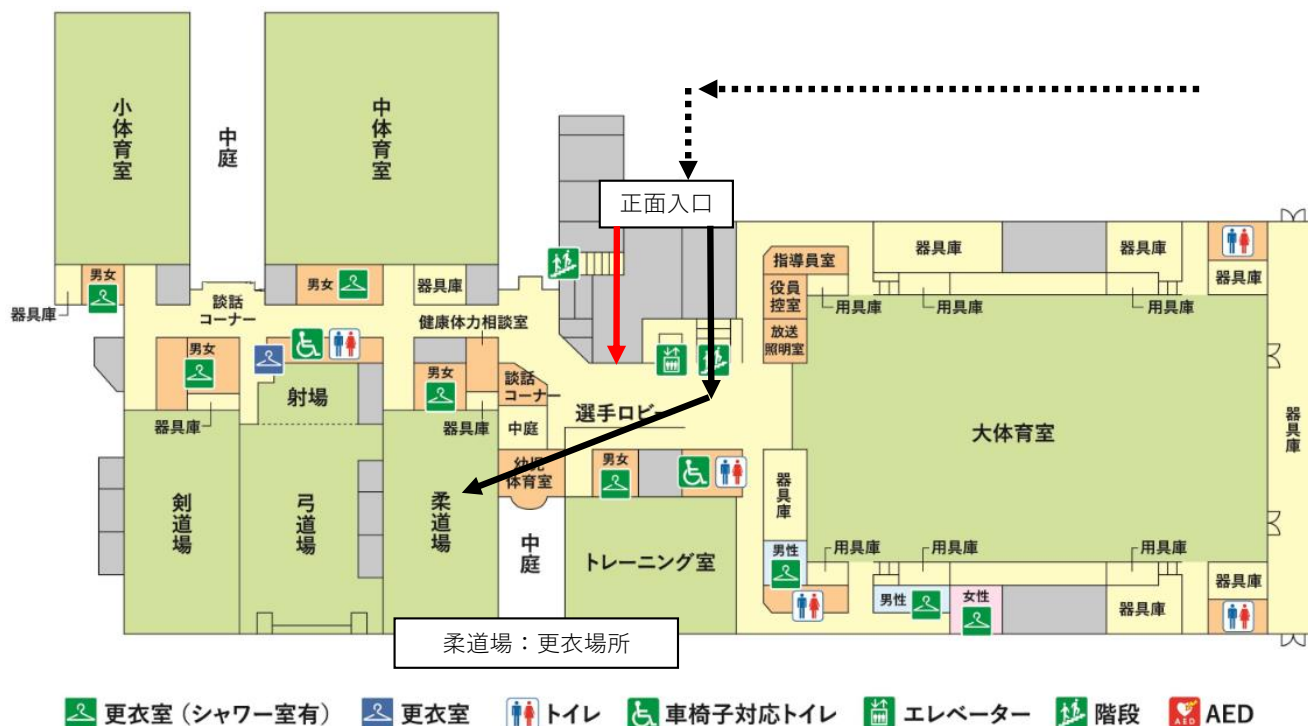 小体育室
中庭
中体育室
正面入口
器具庫
器具庫
指導員室
役員
控室
放送
照明室
用具庫
用具庫
用具庫
器具庫
男女
器具庫
談話
コーナー
男女
器具庫
健康体力相談室
男女
器具庫
射場
男女
器具庫
談話
コーナー
中庭
幼児
体育室
選手ロビー
大体育室
器具庫
剣道場
弓道場
柔道場
中庭
男女
トレーニング室
器具庫
男性
用具庫
用具庫
用具庫
男性
女性
器具庫
器具庫
柔道場:更衣場所
更衣室(シャワー室有)
更衣室
トイレ
車椅子対応トイレ
エレベーター
階段
AED
AED